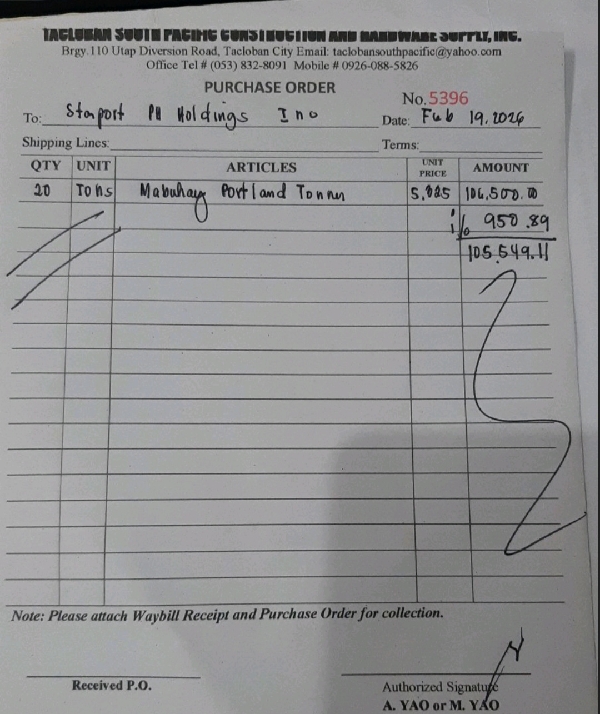 TACLOBAN SOUTH PACIFIC CONSTRUCTION AND HARDWARE SUPPLY, INC.
Brgy. 110 Utap Diversion Road, Tacloban City Email: taclobansouthpacific@yahoo.com
Office Tel # (053) 832-8091 Mobile # 0926-088-5826
PURCHASE ORDER
No. 5396
To: Starport PH Holdings Inc
Date: Feb 19, 2026
Shipping Lines:
Terms:
QTY UNIT ARTICLES UNIT PRICE AMOUNT
20 Tons Mabuhay Portland 106,500.00
1% 950.89
105,549.11
Note: Please attach Waybill Receipt and Purchase Order for collection.
Received P.O.
Authorized Signature
A. YAO or M. YAO